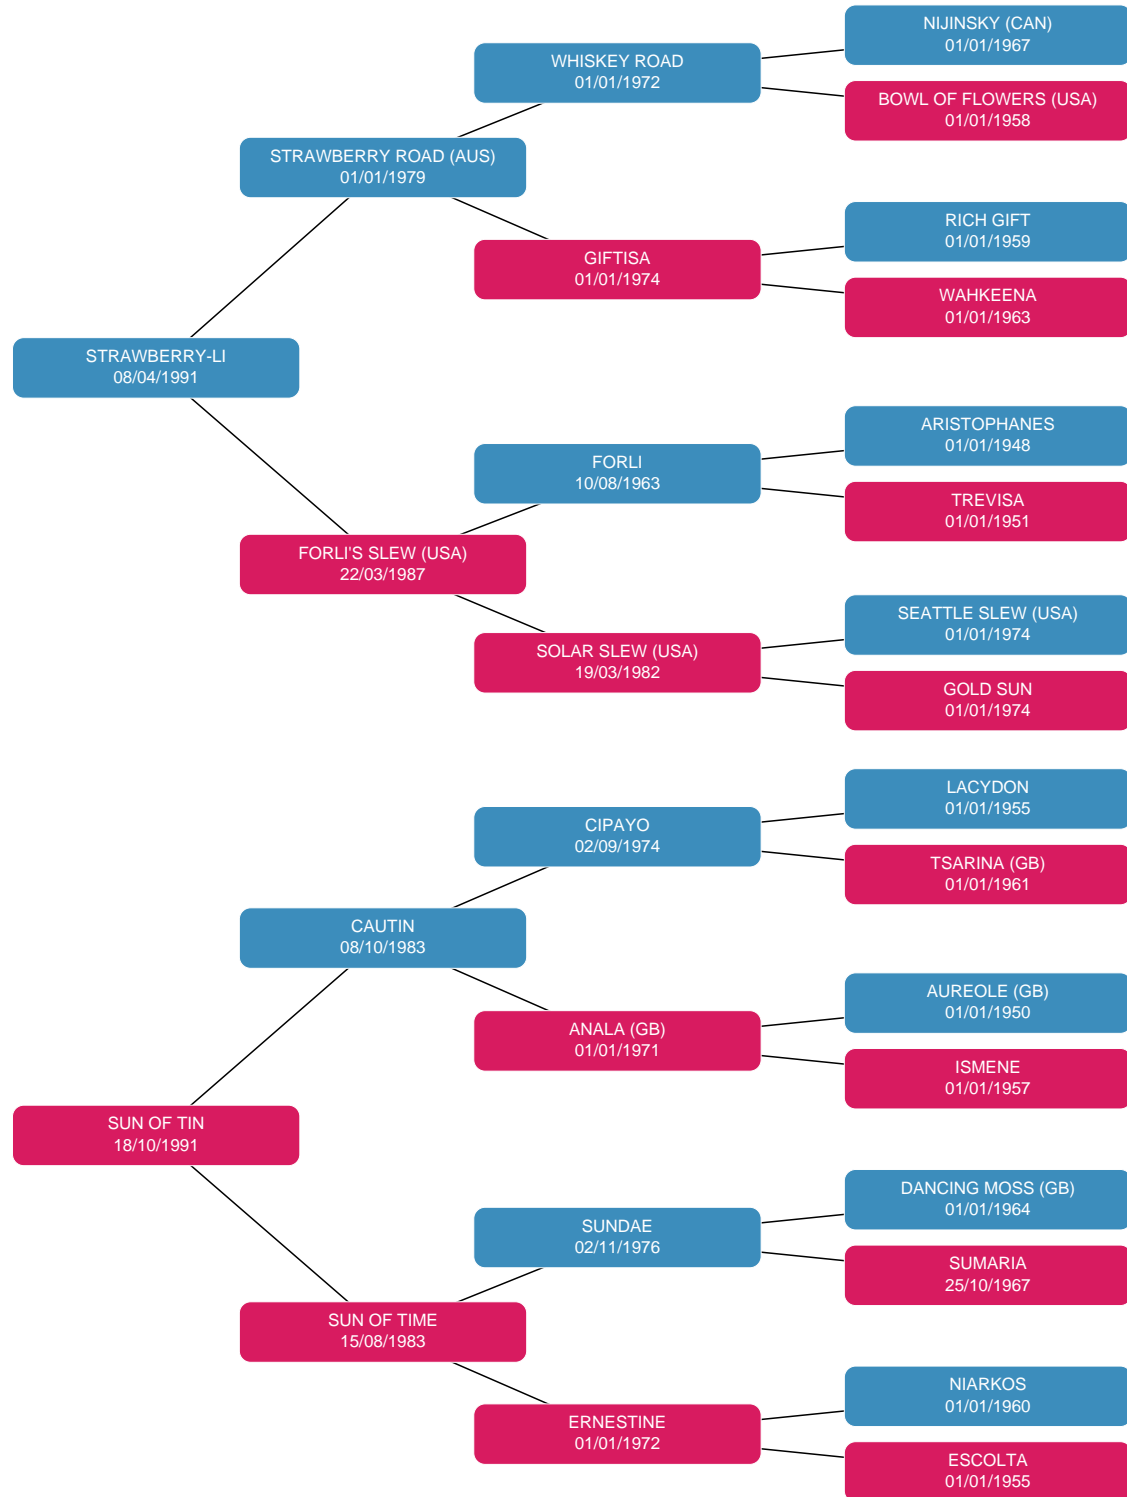 NIJINSKY (CAN)
01/01/1967
WHISKEY ROAD
01/01/1972
BOWL OF FLOWERS (USA)
01/01/1958
STRAWBERRY ROAD (AUS)
01/01/1979
RICH GIFT
01/01/1959
GIFTISA
01/01/1974
WAHKEENA
01/01/1963
STRAWBERRY-LI
08/04/1991
ARISTOPHANES
01/01/1948
FORLI
10/08/1963
TREVISA
01/01/1951
FORLI'S SLEW (USA)
22/03/1987
SEATTLE SLEW (USA)
01/01/1974
SOLAR SLEW (USA)
19/03/1982
GOLD SUN
01/01/1974
LACYDON
01/01/1955
CIPAYO
02/09/1974
TSARINA (GB)
01/01/1961
CAUTIN
08/10/1983
AUREOLE (GB)
01/01/1950
ANALA (GB)
01/01/1971
ISMENE
01/01/1957
SUN OF TIN
18/10/1991
DANCING MOSS (GB)
01/01/1964
SUNDAE
02/11/1976
SUMARIA
25/10/1967
SUN OF TIME
15/08/1983
NIARKOS
01/01/1960
ERNESTINE
01/01/1972
ESCOLTA
01/01/1955